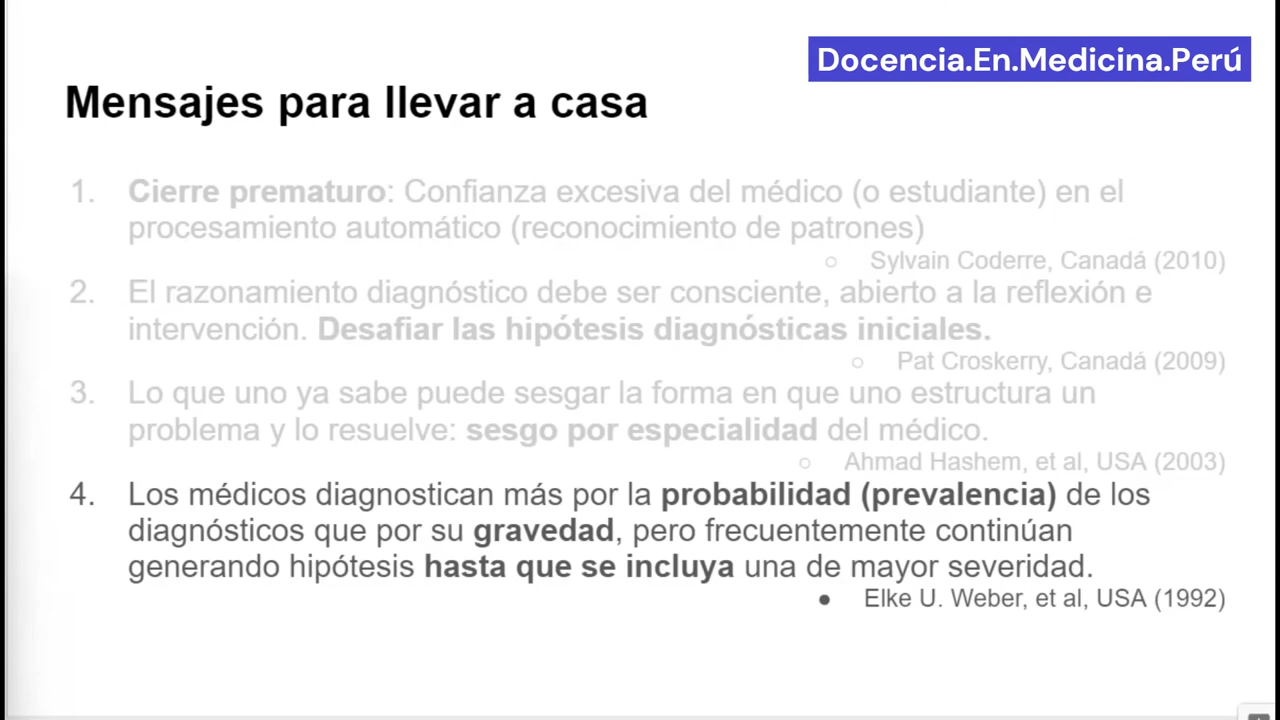 Docencia.En.Medicina.Perú
Mensajes para llevar a casa
1. Cierre prematuro: Confianza excesiva del médico (o estudiante) en el
procesamiento automático (reconocimiento de patrones)
○ Sylvain Coderre, Canadá (2010)
2. El razonamiento diagnóstico debe ser consciente, abierto a la reflexión e
intervención. Desafiar las hipótesis diagnósticas iniciales.
○ Pat Croskerry, Canadá (2009)
3. Lo que uno ya sabe puede sesgar la forma en que uno estructura un
problema y lo resuelve: sesgo por especialidad del médico.
○ Ahmad Hashem, et al, USA (2003)
4. Los médicos diagnostican más por la probabilidad (prevalencia) de los
diagnósticos que por su gravedad, pero frecuentemente continúan
generando hipótesis hasta que se incluya una de mayor severidad.
● Elke U. Weber, et al, USA (1992)